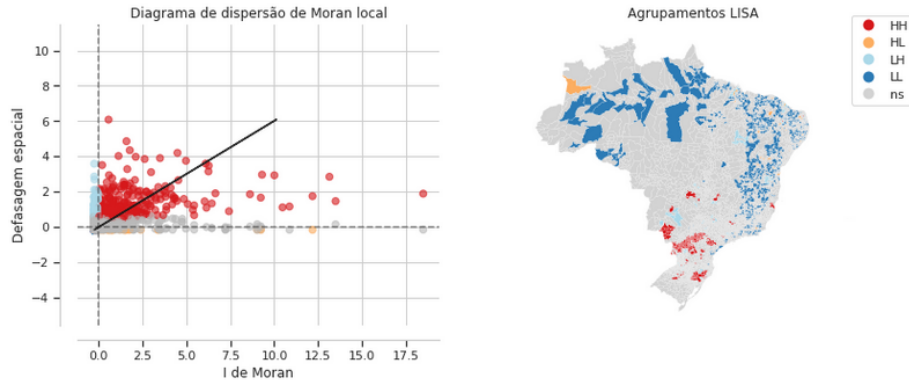 Diagrama de dispersão de Moran local
10
8
6
4
2
0
−2
−4
Defasagem espacial
0.0 2.5 5.0 7.5 10.0 12.5 15.0 17.5
I de Moran
Agrupamentos LISA
HH
HL
LH
LL
ns